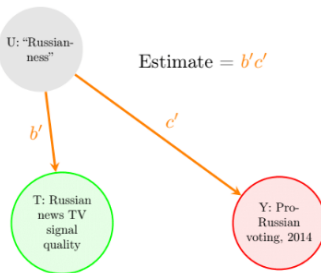 U: “Russian-
ness”
Estimate = b′c′
b′
c′
T: Russian
news TV
signal
quality
Y: Pro-
Russian
voting, 2014